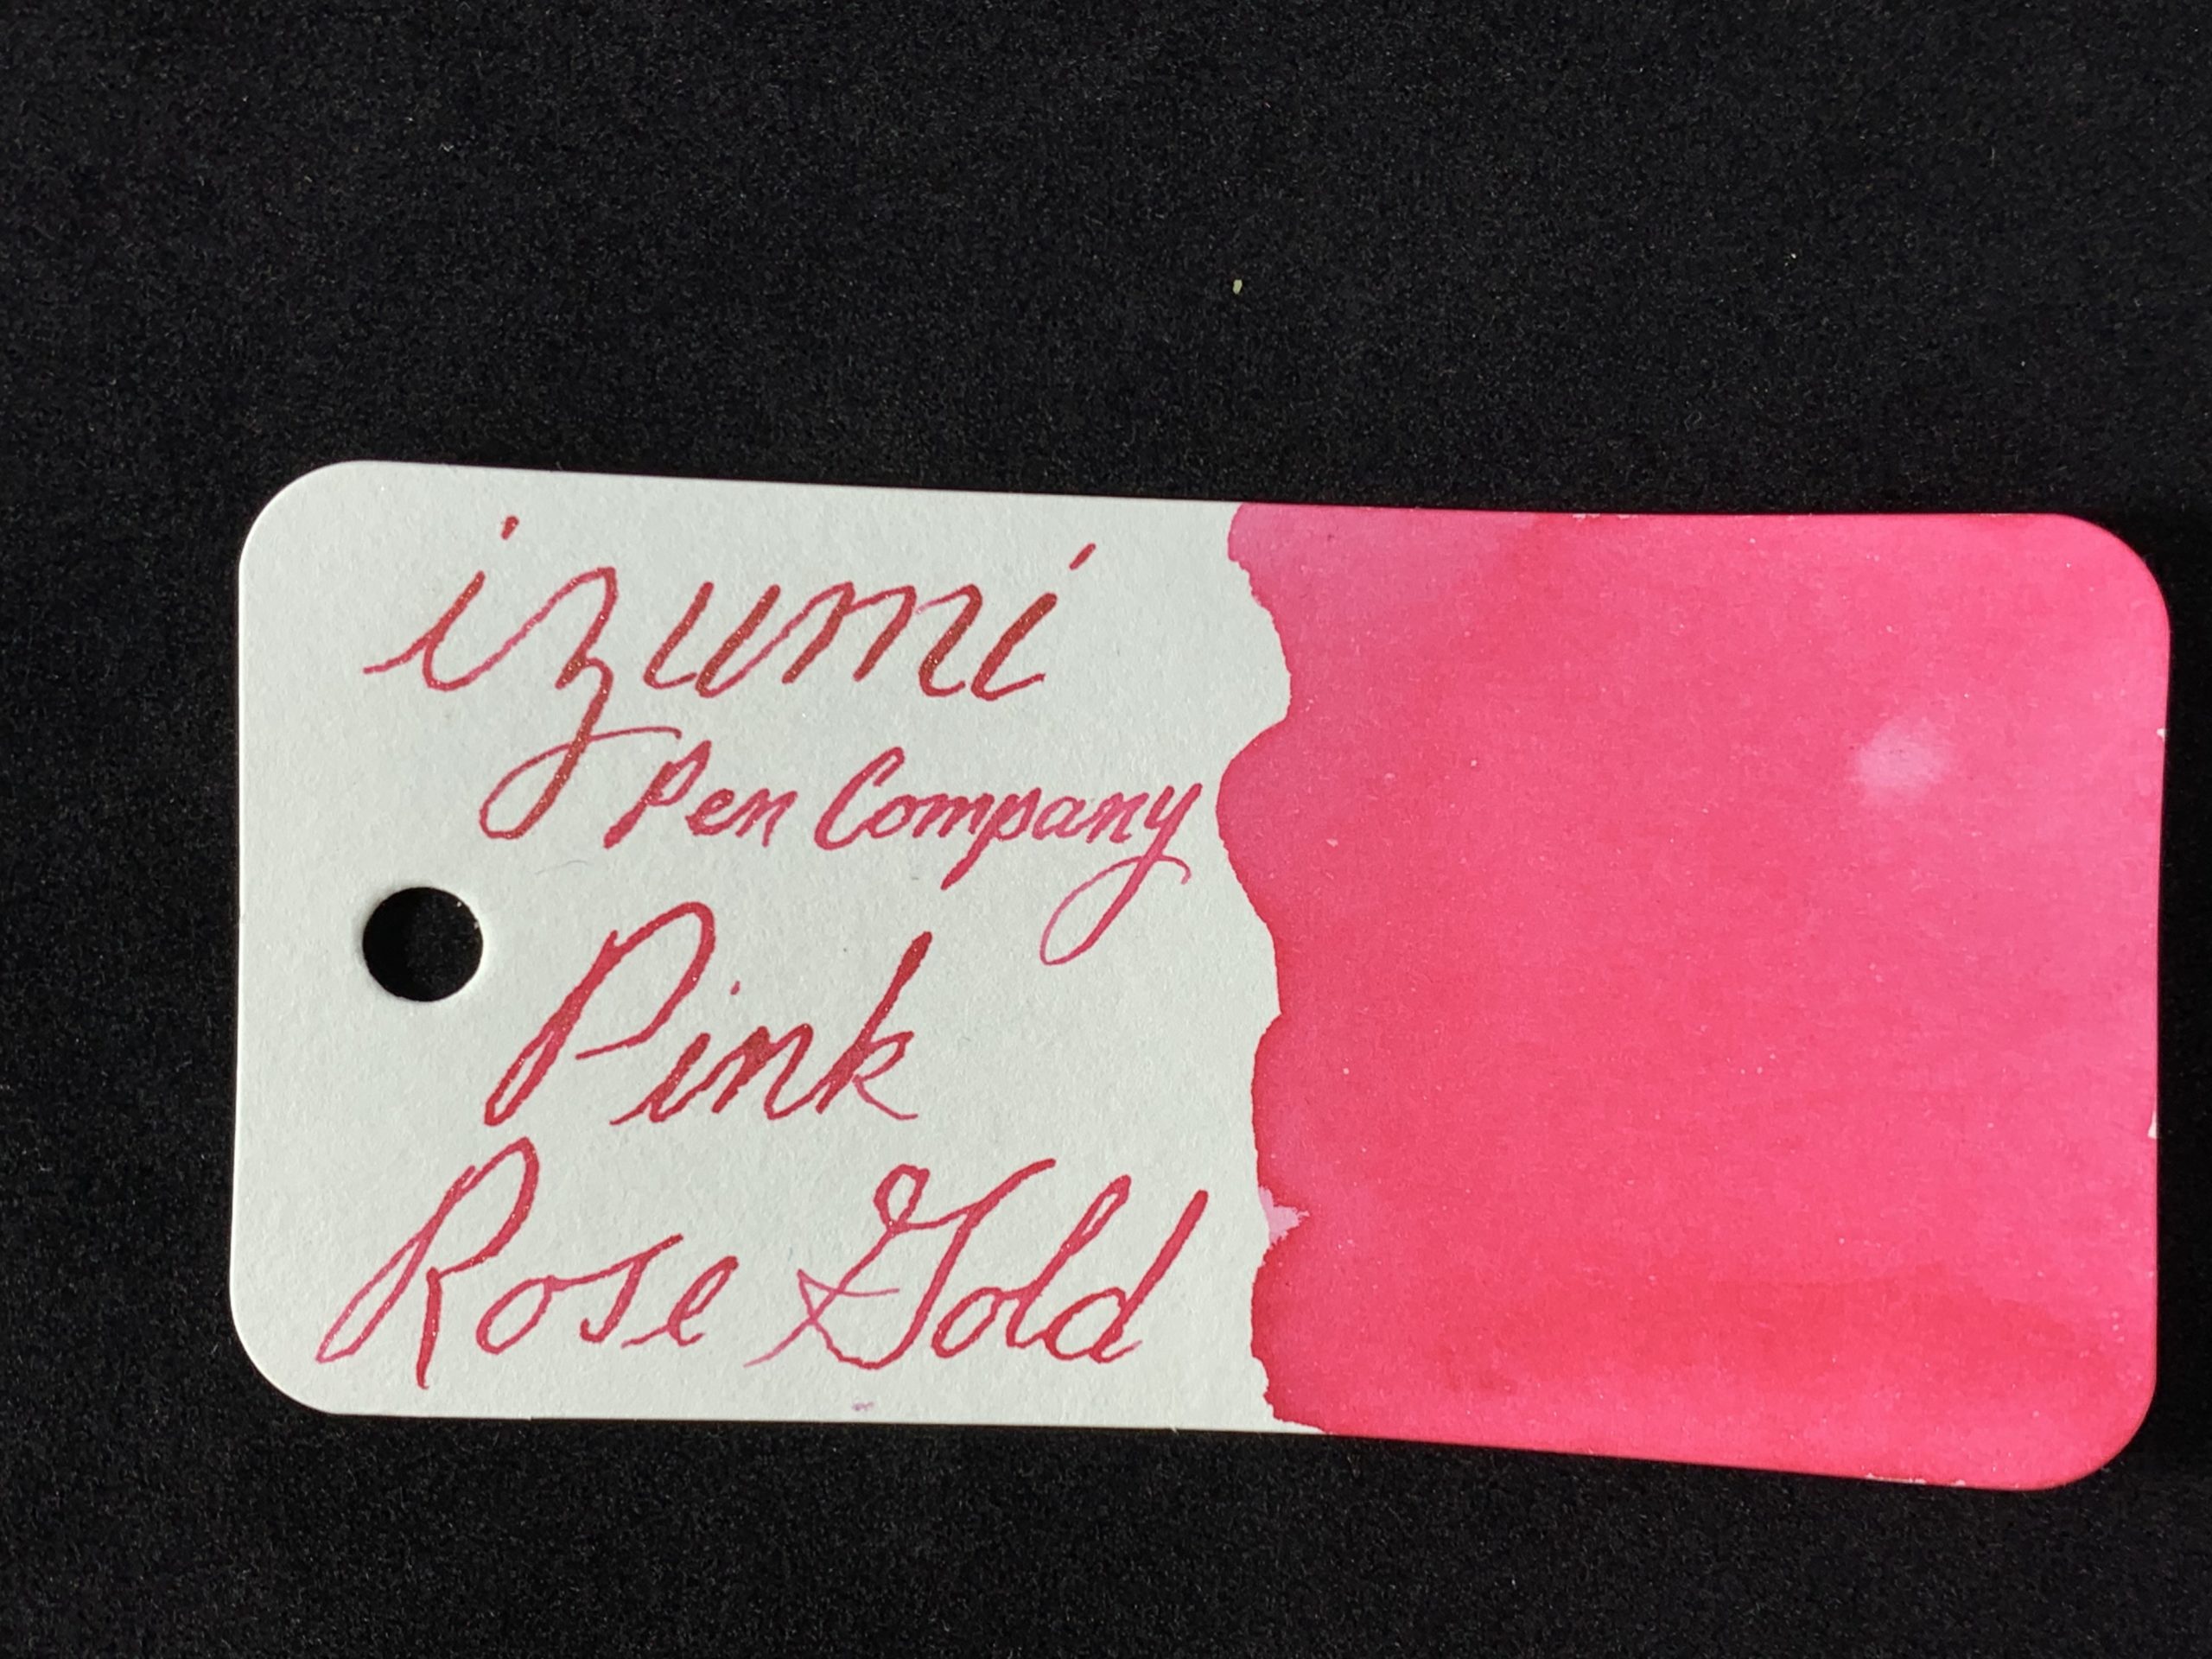 izumi
Pen Company
Pink
Rose Gold